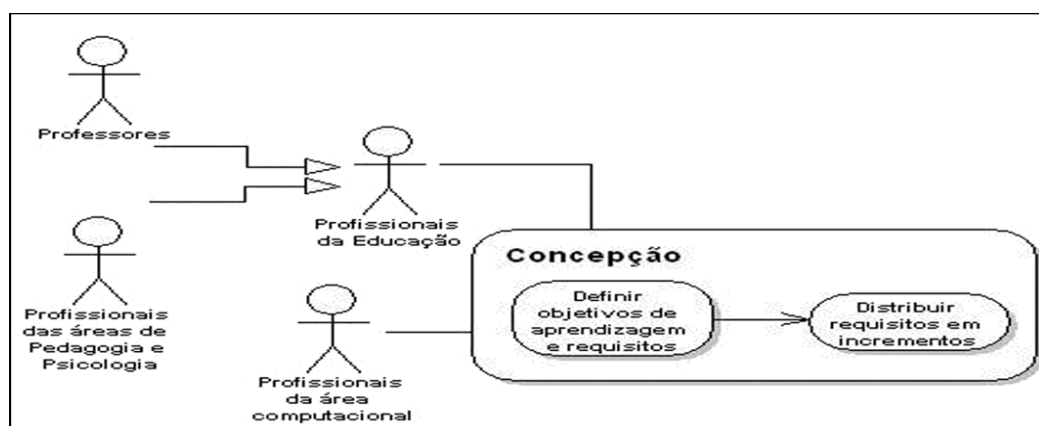 Professores
Profissionais
da Educação
Profissionais
das áreas de
Pedagogia e
Psicologia
Profissionais
da área
computacional
Concepção
Definir
objetivos de
aprendizagem
e requisitos
Distribuir
requisitos em
incrementos